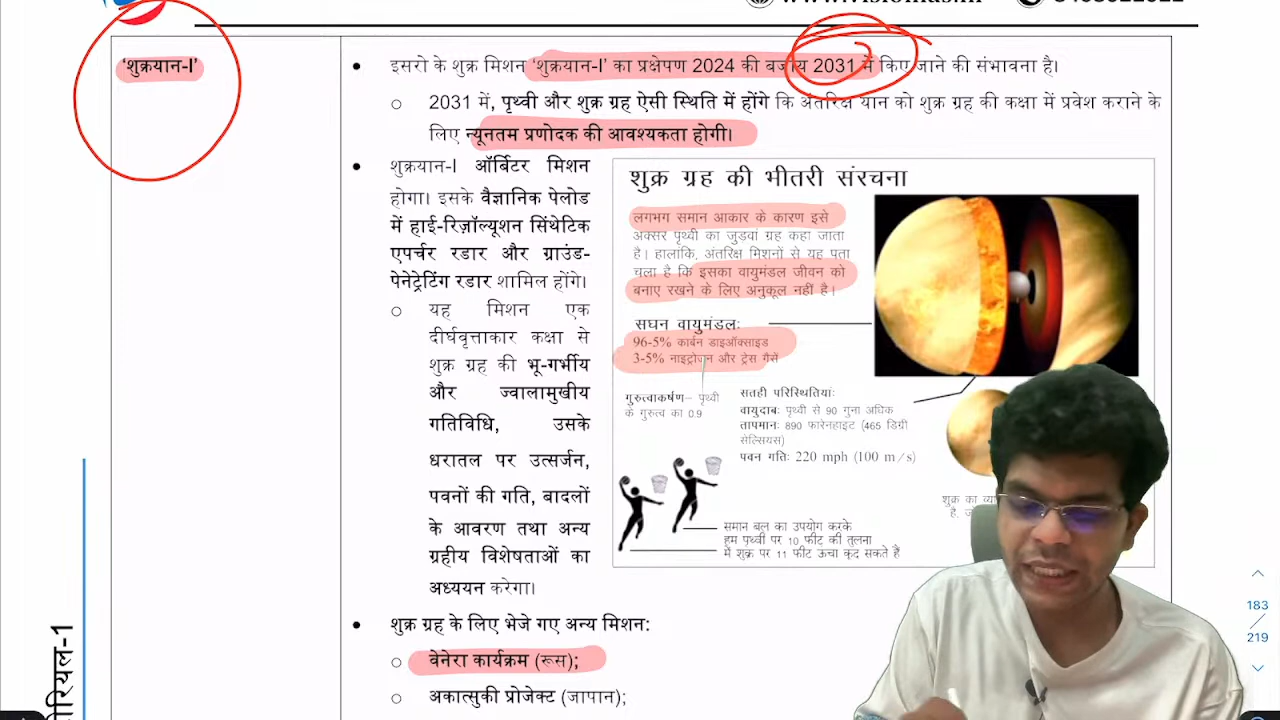 ‘शुक्रयान-I’
इसरो के शुक्र मिशन ‘शुक्रयान-I’ का प्रक्षेपण 2024 की बजाय 2031 में किए जाने की संभावना है।
2031 में, पृथ्वी और शुक्र ग्रह ऐसी स्थिति में होंगे कि अंतरिक्ष यान को शुक्र ग्रह की कक्षा में प्रवेश कराने के
लिए न्यूनतम प्रणोदक की आवश्यकता होगी।
शुक्रयान-I ऑर्बिटर मिशन
होगा। इसके वैज्ञानिक पेलोड
में हाई-रिज़ॉल्यूशन सिंथेटिक
एपर्चर रडार और ग्राउंड-
पेनेट्रेटिंग रडार शामिल होंगे।
यह मिशन एक
दीर्घवृत्ताकार कक्षा से
शुक्र ग्रह की भू-गर्भीय
और ज्वालामुखीय
गतिविधि, उसके
धरातल पर उत्सर्जन,
पवनों की गति, बादलों
के आवरण तथा अन्य
ग्रहीय विशेषताओं का
अध्ययन करेगा।
शुक्र ग्रह की भीतरी संरचना
लगभग समान आकार के कारण इसे
अक्सर पृथ्वी का जुडवां ग्रह कहा जाता
है। हालांकि, अंतरिक्ष मिशनों से यह पता
चला है कि इसका वायुमंडल जीवन को
बनाए रखने के लिए अनुकूल नहीं है।
सघन वायुमंडलः
96-5% कार्बन डाइऑक्साइड
3-5% नाइट्रोजन और ट्रेस गैसें
गुरुत्वाकर्षण– पृथ्वी
के गुरुत्व का 0.9
सतही परिस्थितियांः
वायुदाबः पृथ्वी से 90 गुना अधिक
तापमानः 890 फारेनहाइट (465 डिग्री
सेल्सियस)
पवन गतिः 220 mph (100 m/s)
शुक्र का
समान बल का उपयोग करके
हम पृथ्वी पर 10 फीट की तुलना
में शुक्र पर 11 फीट ऊंचा कूद सकते हैं
शुक्र ग्रह के लिए भेजे गए अन्य मिशन:
वेनेरा कार्यक्रम (रूस);
अकात्सुकी प्रोजेक्ट (जापान);
रियल-1
183
219